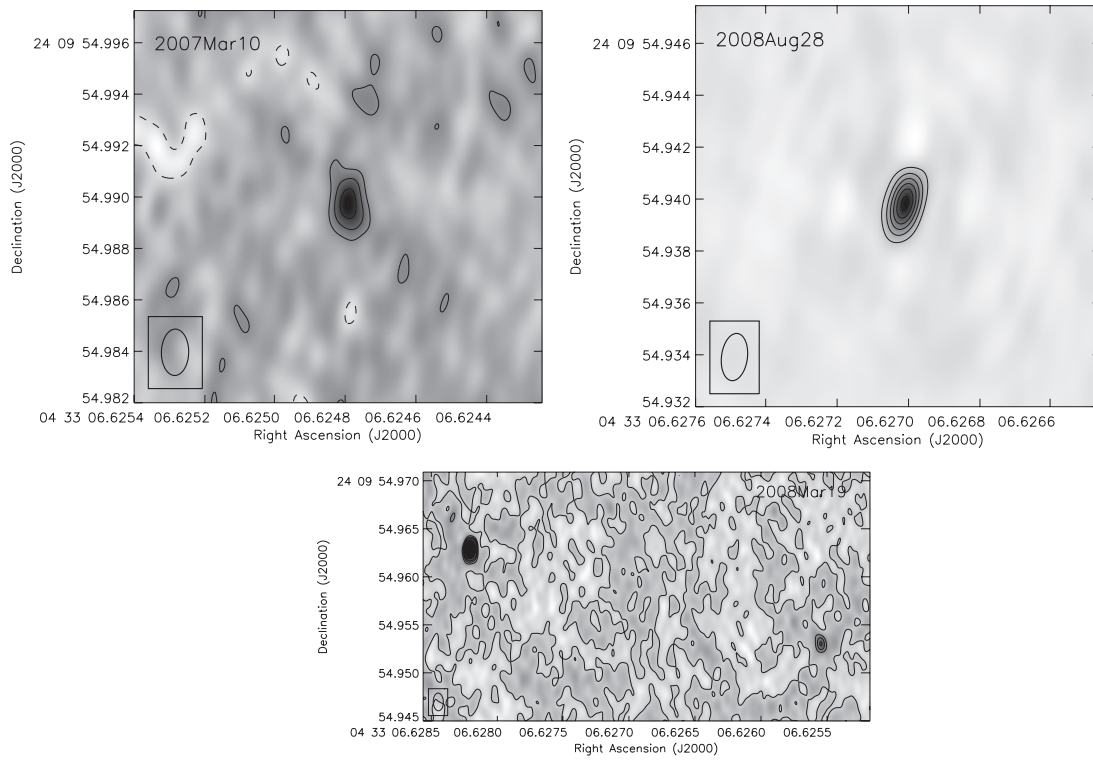 2007Mar10
24 09 54.996
54.994
54.992
54.990
54.988
54.986
54.984
54.982
Declination (J2000)
04 33 06.6254 06.6252 06.6250 06.6248 06.6246 06.6244
Right Ascension (J2000)
2008Aug28
24 09 54.946
54.944
54.942
54.940
54.938
54.936
54.934
54.932
Declination (J2000)
04 33 06.6276 06.6274 06.6272 06.6270 06.6268 06.6266
Right Ascension (J2000)
2008Mar19
24 09 54.970
54.965
54.960
54.955
54.950
54.945
Declination (J2000)
04 33 06.6285 06.6280 06.6275 06.6270 06.6265 06.6260 06.6255
Right Ascension (J2000)